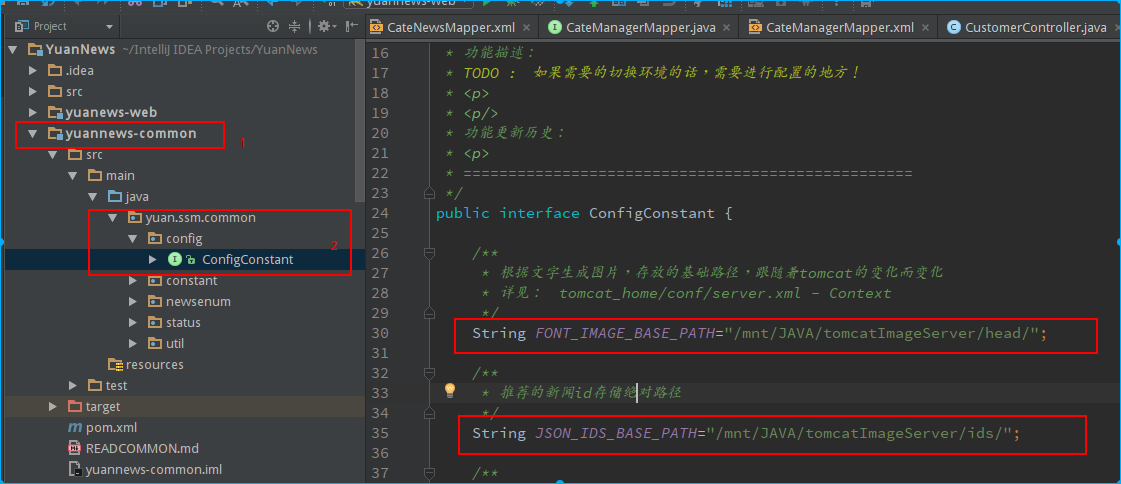 yuannews-web
Project
CateNewsMapper.xml
CateManagerMapper.java
CateManagerMapper.xml
CustomerController.java
YuanNews ~/IntelliJ IDEA Projects/YuanNews
.idea
src
yuanews-web
yuannews-common
1
src
main
java
yuan.ssm.common
config
2
ConfigConstant
constant
newsenum
status
util
resources
test
target
pom.xml
READCOMMON.md
yuannews-common.iml
16 * 功能描述：
17 * TODO ： 如果需要的切换环境的话，需要进行配置的地方！
18 * <p>
19 * <p/>
20 * 功能更新历史：
21 * <p>
22 * ==================================================
23 */
24 public interface ConfigConstant {
25
26 /**
27 * 根据文字生成图片，存放的基础路径，跟随着tomcat的变化而变化
28 * 详见： tomcat_home/conf/server.xml - Context
29 */
30 String FONT_IMAGE_BASE_PATH="/mnt/JAVA/tomcatImageServer/head/";
31
32 /**
33 * 推荐的新闻id存储绝对路径
34 */
35 String JSON_IDS_BASE_PATH="/mnt/JAVA/tomcatImageServer/ids/";
36
37 /**